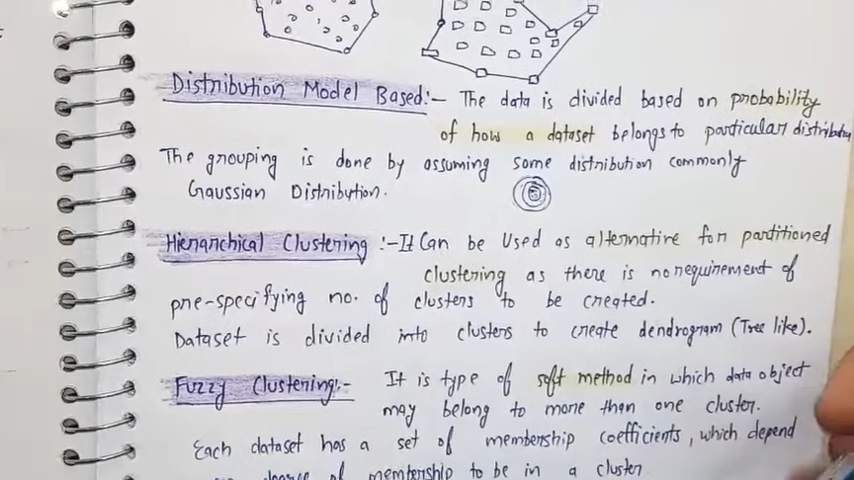 Distribution Model Based:- The data is divided based on probability
of how a dataset belongs to particular distribution
The grouping is done by assuming some distribution commonly
Gaussian Distribution.
Hierarchical Clustering :- It Can be Used as alternative for partitioned
clustering as there is no requirement of
pre-specifying no. of clusters to be created.
Dataset is divided into clusters to create dendrogram (Tree like).
Fuzzy Clustering:- It is type of soft method in which data object
may belong to more than one cluster.
Each dataset has a set of membership coefficients, which depend
degree of membership to be in a cluster